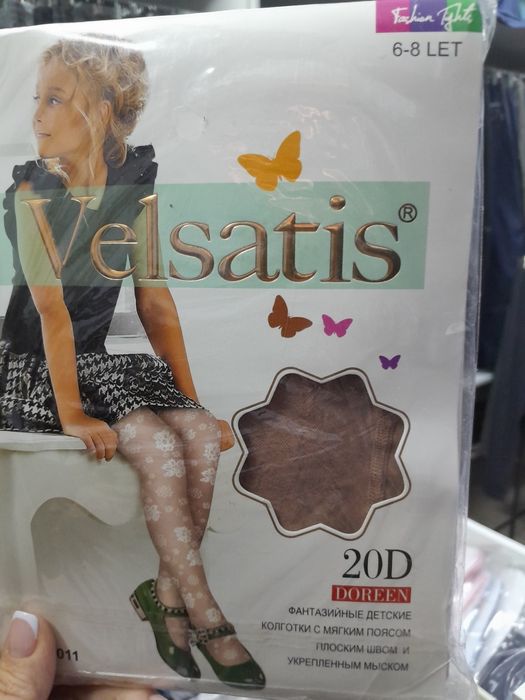 Fashion Tights
6-8 LET
Velsatis®
20D
DOREEN
ФАНТАЗИЙНЫЕ ДЕТСКИЕ
КОЛГОТКИ С МЯГКИМ ПОЯСОМ
ПЛОСКИМ ШВОМ И
УКРЕПЛЕННЫМ МЫСКОМ
011